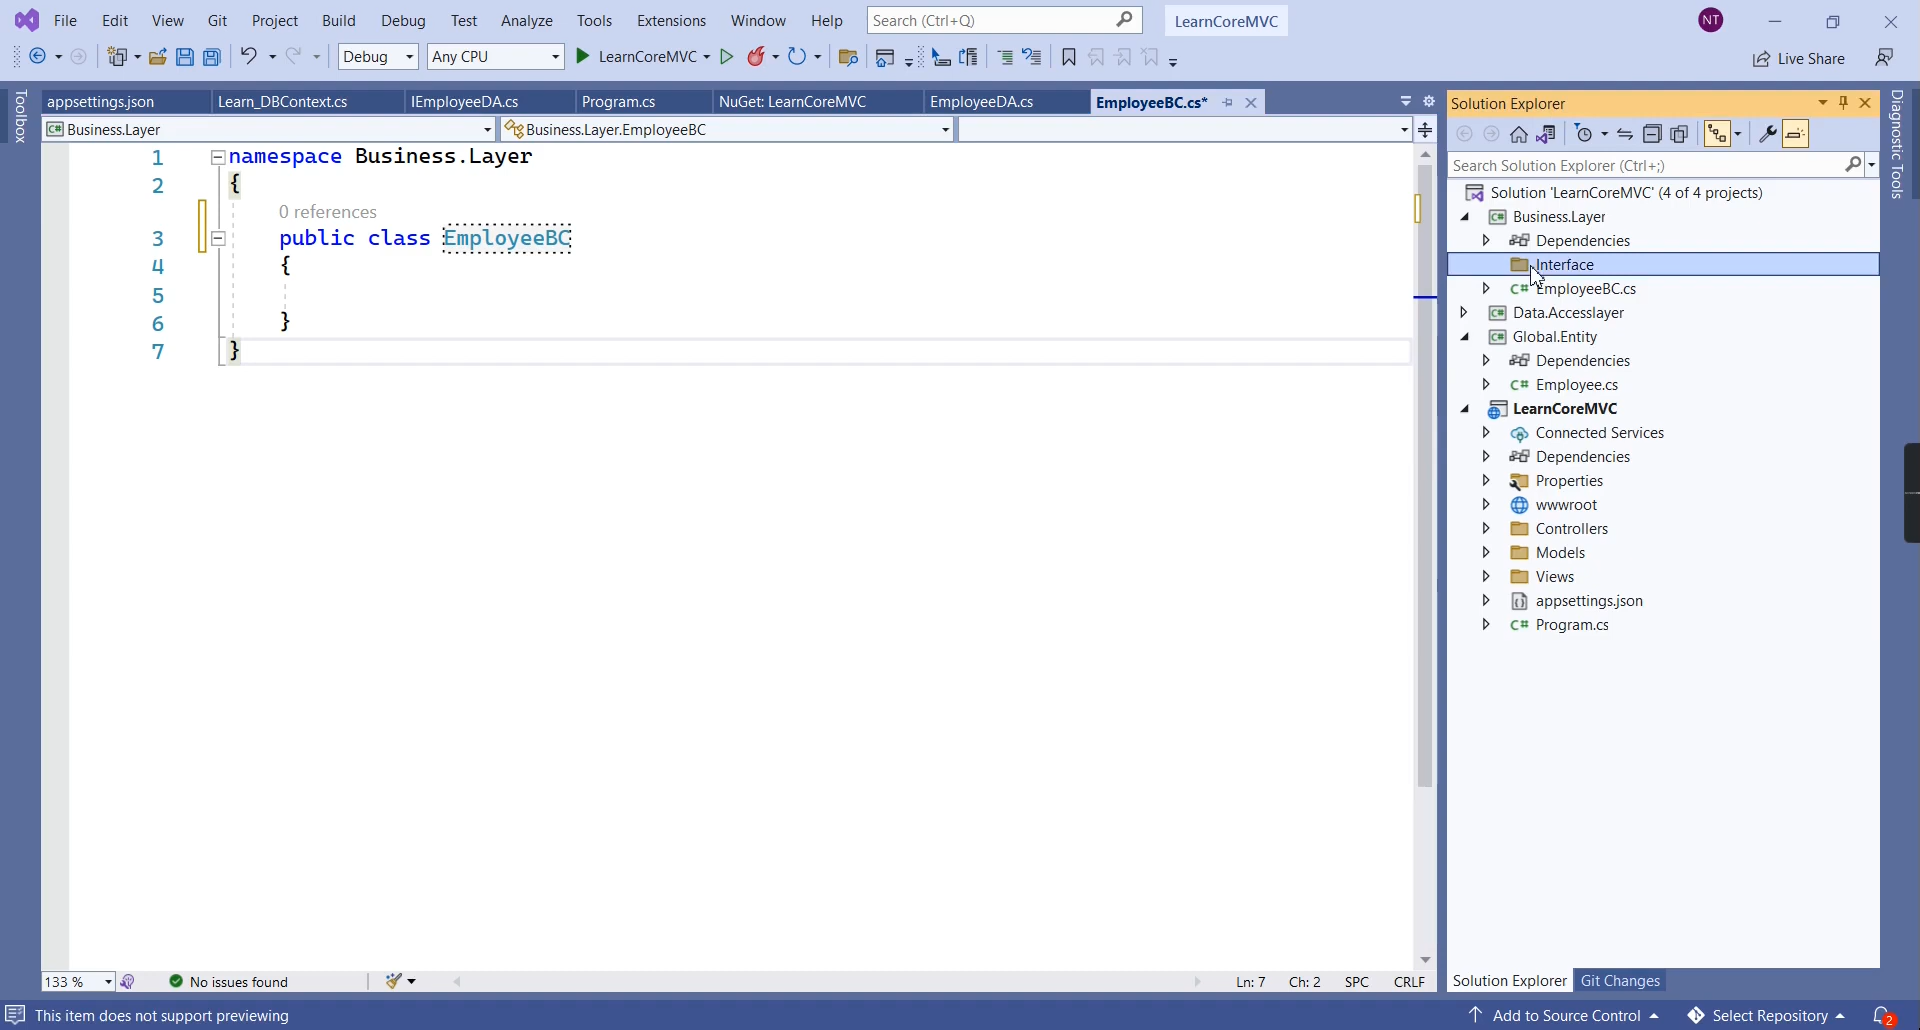 File Edit View Git Project Build Debug Test Analyze Tools Extensions Window Help Search (Ctrl+Q) LearnCoreMVC NT
Debug Any CPU LearnCoreMVC Live Share
Toolbox
appsettings.json Learn_DBContext.cs IEmployeeDA.cs Program.cs NuGet: LearnCoreMVC EmployeeDA.cs EmployeeBC.cs*
C# Business.Layer Business.Layer.EmployeeBC
1 namespace Business.Layer
2 {
0 references
3 public class EmployeeBC
4 {
5
6 }
7 }
133 % No issues found Ln: 7 Ch: 2 SPC CRLF
Solution Explorer
Search Solution Explorer (Ctrl+;)
Solution 'LearnCoreMVC' (4 of 4 projects)
C# Business.Layer
Dependencies
Interface
C# EmployeeBC.cs
C# Data.Accesslayer
C# Global.Entity
Dependencies
C# Employee.cs
LearnCoreMVC
Connected Services
Dependencies
Properties
wwwroot
Controllers
Models
Views
appsettings.json
C# Program.cs
Solution Explorer Git Changes
Diagnostic Tools
This item does not support previewing Add to Source Control Select Repository 2